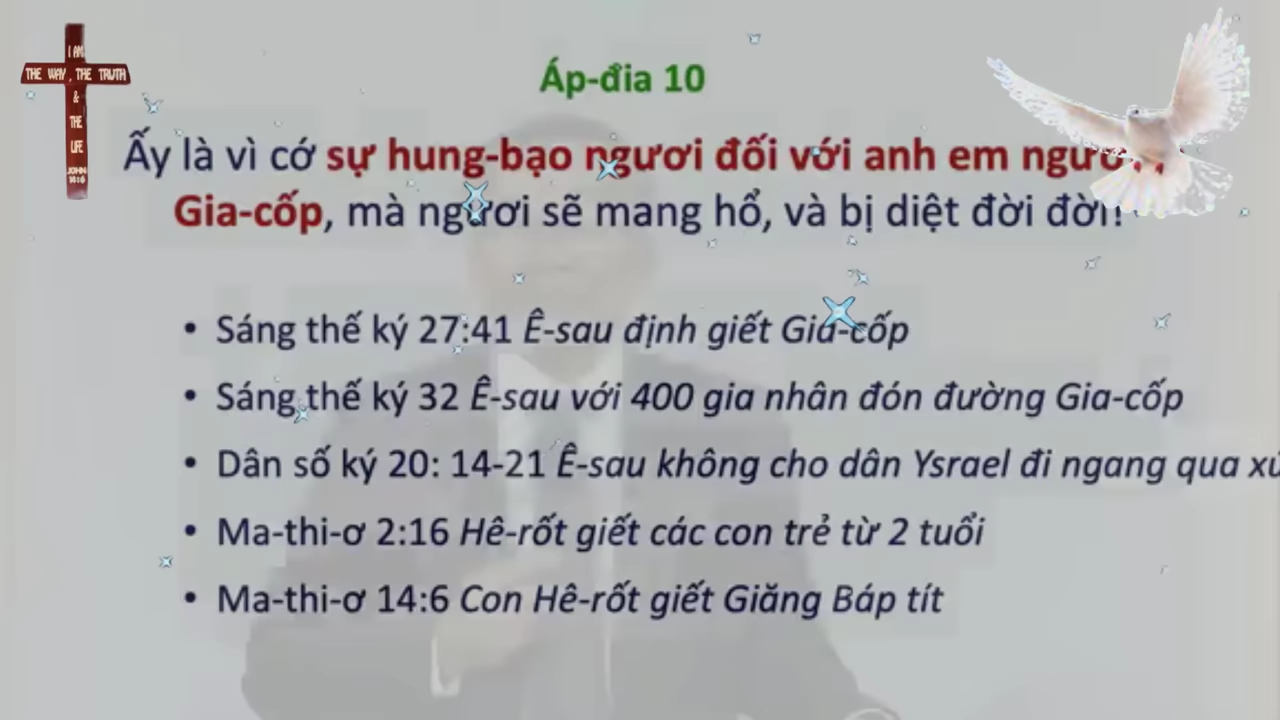 I AM
THE WAY, THE TRUTH
&
THE
LIFE
JOHN
14:6
Áp-đia 10
Ấy là vì cớ sự hung-bạo ngươi đối với anh em ngươi,
Gia-cốp, mà ngươi sẽ mang hổ, và bị diệt đời đời!
• Sáng thế ký 27:41 Ê-sau định giết Gia-cốp
• Sáng thế ký 32 Ê-sau với 400 gia nhân đón đường Gia-cốp
• Dân số ký 20: 14-21 Ê-sau không cho dân Ysrael đi ngang qua xứ
• Ma-thi-ơ 2:16 Hê-rốt giết các con trẻ từ 2 tuổi
• Ma-thi-ơ 14:6 Con Hê-rốt giết Giăng Báp tít